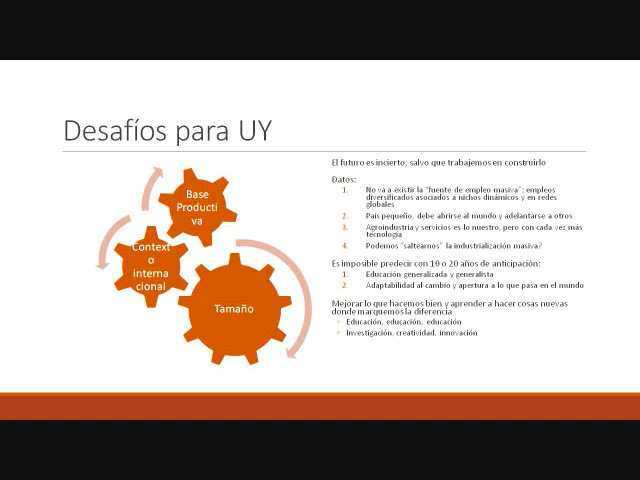 Desafíos para UY
Base
Producti
va
Context
o
interna
cional
Tamaño
El futuro es incierto, salvo que trabajemos en construirlo
Datos:
1. No va a existir la "fuente de empleo masiva"; empleos
diversificados asociados a nichos dinámicos y en redes
globales
2. País pequeño, debe abrirse al mundo y adelantarse a otros
3. Agroindustria y servicios es lo nuestro, pero con cada vez más
tecnología
4. Podemos "saltearnos" la industrialización masiva?
Es imposible predecir con 10 o 20 años de anticipación:
1. Educación generalizada y generalista
2. Adaptabilidad al cambio y apertura a lo que pasa en el mundo
Mejorar lo que hacemos bien y aprender a hacer cosas nuevas
donde marquemos la diferencia
◦ Educación, educación, educación
◦ Investigación, creatividad, innovación